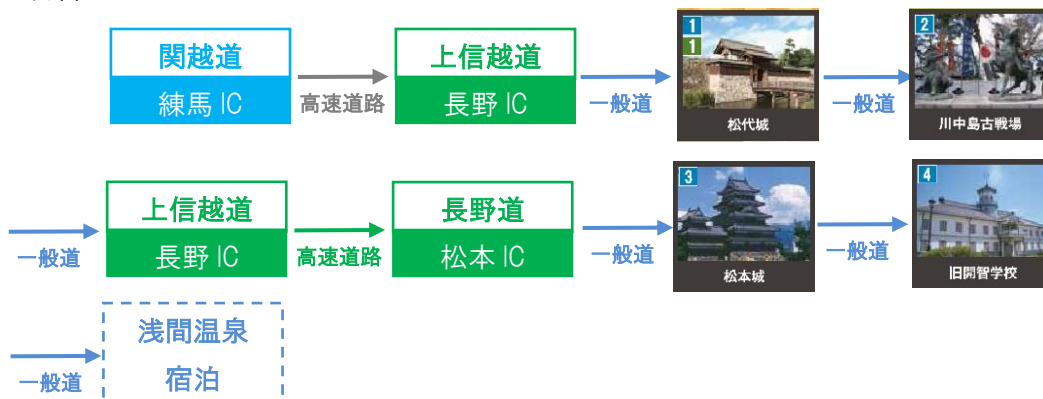 関越道
練馬 IC
高速道路
上信越道
長野 IC
一般道
1
1
松代城
一般道
2
川中島古戦場
一般道
上信越道
長野 IC
高速道路
長野道
松本 IC
一般道
3
松本城
一般道
4
旧開智学校
一般道
浅間温泉
宿泊